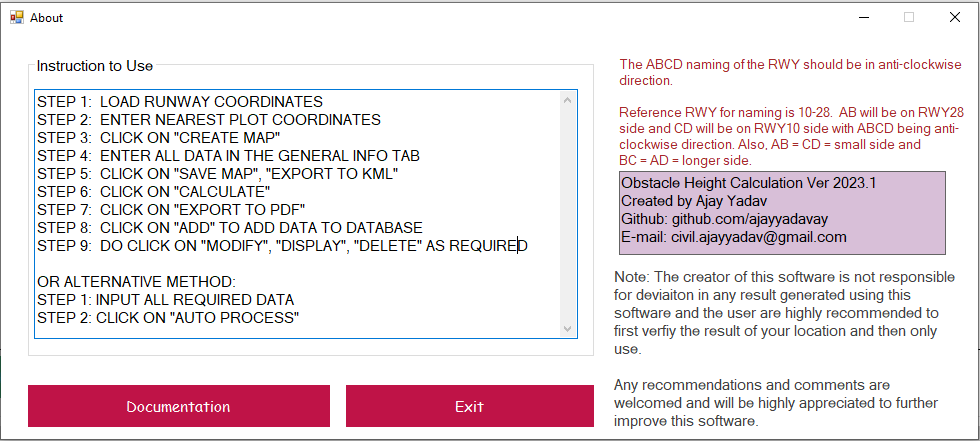 About
Instruction to Use
STEP 1:  LOAD RUNWAY COORDINATES
STEP 2:  ENTER NEAREST PLOT COORDINATES
STEP 3:  CLICK ON "CREATE MAP"
STEP 4:  ENTER ALL DATA IN THE GENERAL INFO TAB
STEP 5:  CLICK ON "SAVE MAP", "EXPORT TO KML"
STEP 6:  CLICK ON "CALCULATE"
STEP 7:  CLICK ON "EXPORT TO PDF"
STEP 8:  CLICK ON "ADD" TO ADD DATA TO DATABASE
STEP 9:  DO CLICK ON "MODIFY", "DISPLAY", "DELETE" AS REQUIRED
OR ALTERNATIVE METHOD:
STEP 1: INPUT ALL REQUIRED DATA
STEP 2: CLICK ON "AUTO PROCESS"
Documentation
Exit
The ABCD naming of the RWY should be in anti-clockwise
direction.
Reference RWY for naming is 10-28.  AB will be on RWY28
side and CD will be on RWY10 side with ABCD being anti-
clockwise direction. Also, AB = CD = small side and
BC = AD = longer side.
Obstacle Height Calculation Ver 2023.1
Created by Ajay Yadav
Github: github.com/ajayyadavay
E-mail: civil.ajayyadav@gmail.com
Note: The creator of this software is not responsible
for deviaiton in any result generated using this
software and the user are highly recommended to
first verfiy the result of your location and then only
use.
Any recommendations and comments are
welcomed and will be highly appreciated to further
improve this software.